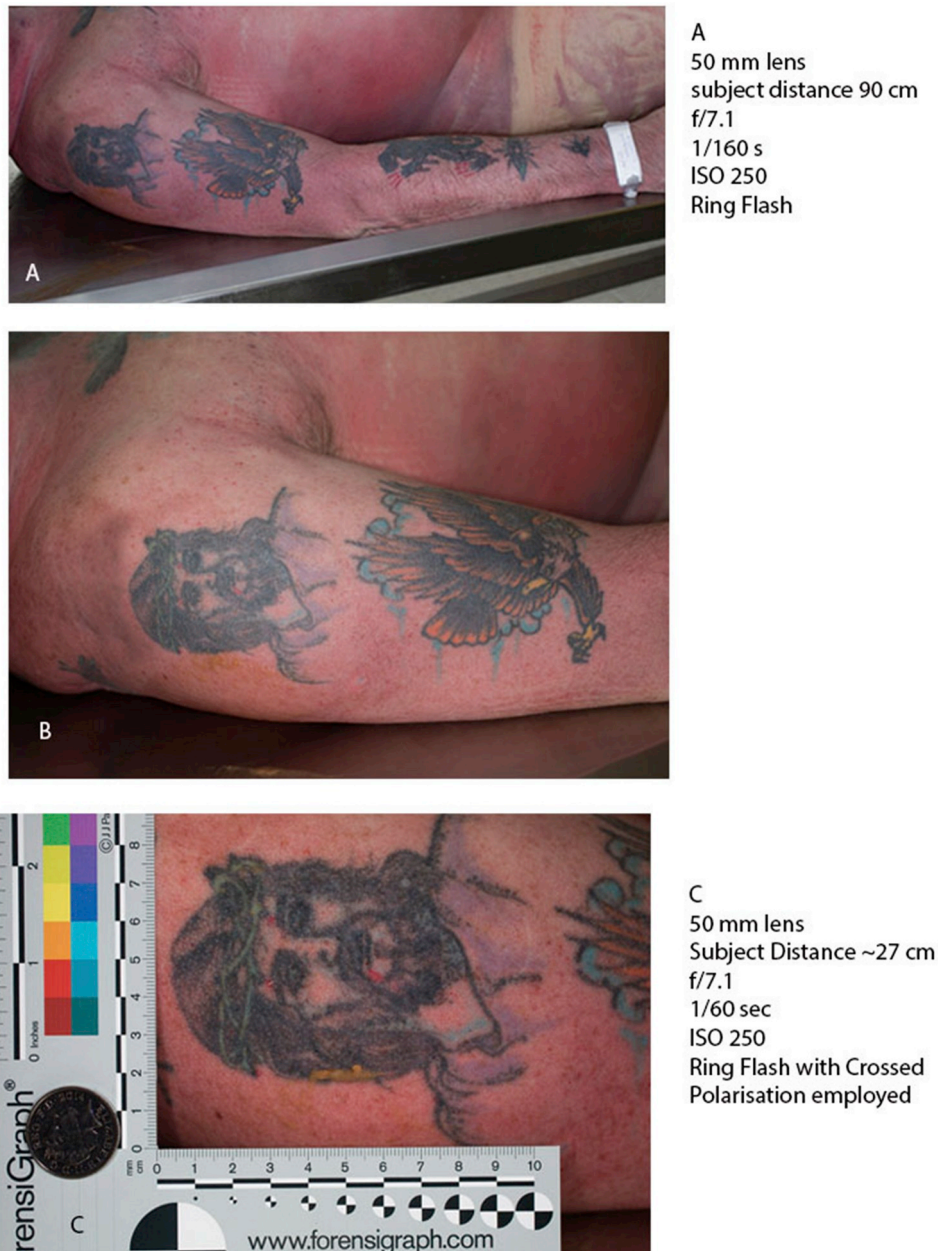 A
50 mm lens
subject distance 90 cm
f/7.1
1/160 s
ISO 250
Ring Flash
A
B
C
50 mm lens
Subject Distance ~27 cm
f/7.1
1/60 sec
ISO 250
Ring Flash with Crossed
Polarisation employed
2
1
0 Inches
©JJPa
8
7
6
5
4
3
2
1
0
mm
cm
0 1 2 3 4 5 6 7 8 9 10
orensiGraph®
2014
C
www.forensigraph.com